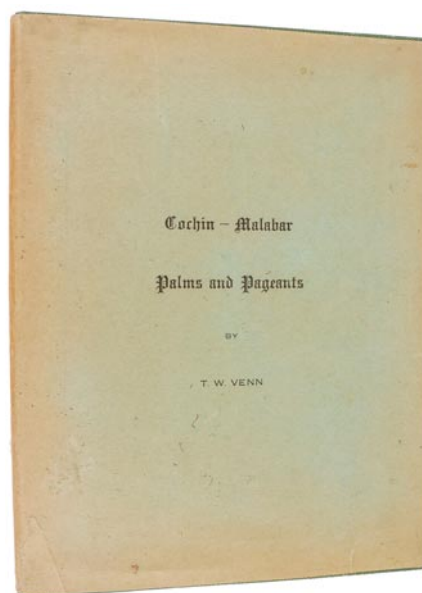 Cochin – Malabar
Palms and Pageants
BY
T. W. VENN